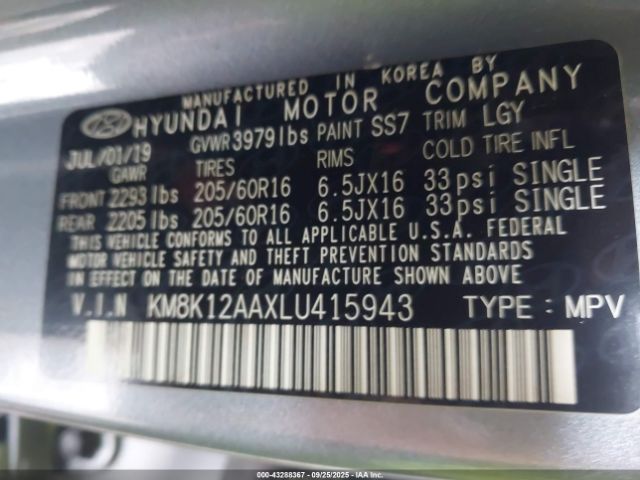 MANUFACTURED IN KOREA BY
HYUNDAI MOTOR COMPANY
JUL/01/19 GVWR 3979 lbs PAINT SS7 TRIM LGY
GAWR TIRES RIMS COLD TIRE INFL
FRONT 2293 lbs 205/60R16 6.5JX16 33psi SINGLE
REAR 2205 lbs 205/60R16 6.5JX16 33psi SINGLE
THIS VEHICLE CONFORMS TO ALL APPLICABLE U.S.A. FEDERAL
MOTOR VEHICLE SAFETY AND THEFT PREVENTION STANDARDS
IN EFFECT ON THE DATE OF MANUFACTURE SHOWN ABOVE.
V.I.N KM8K12AAXLU415943 TYPE : MPV
000-43288367 - 09/25/2025 - IAAI.COM